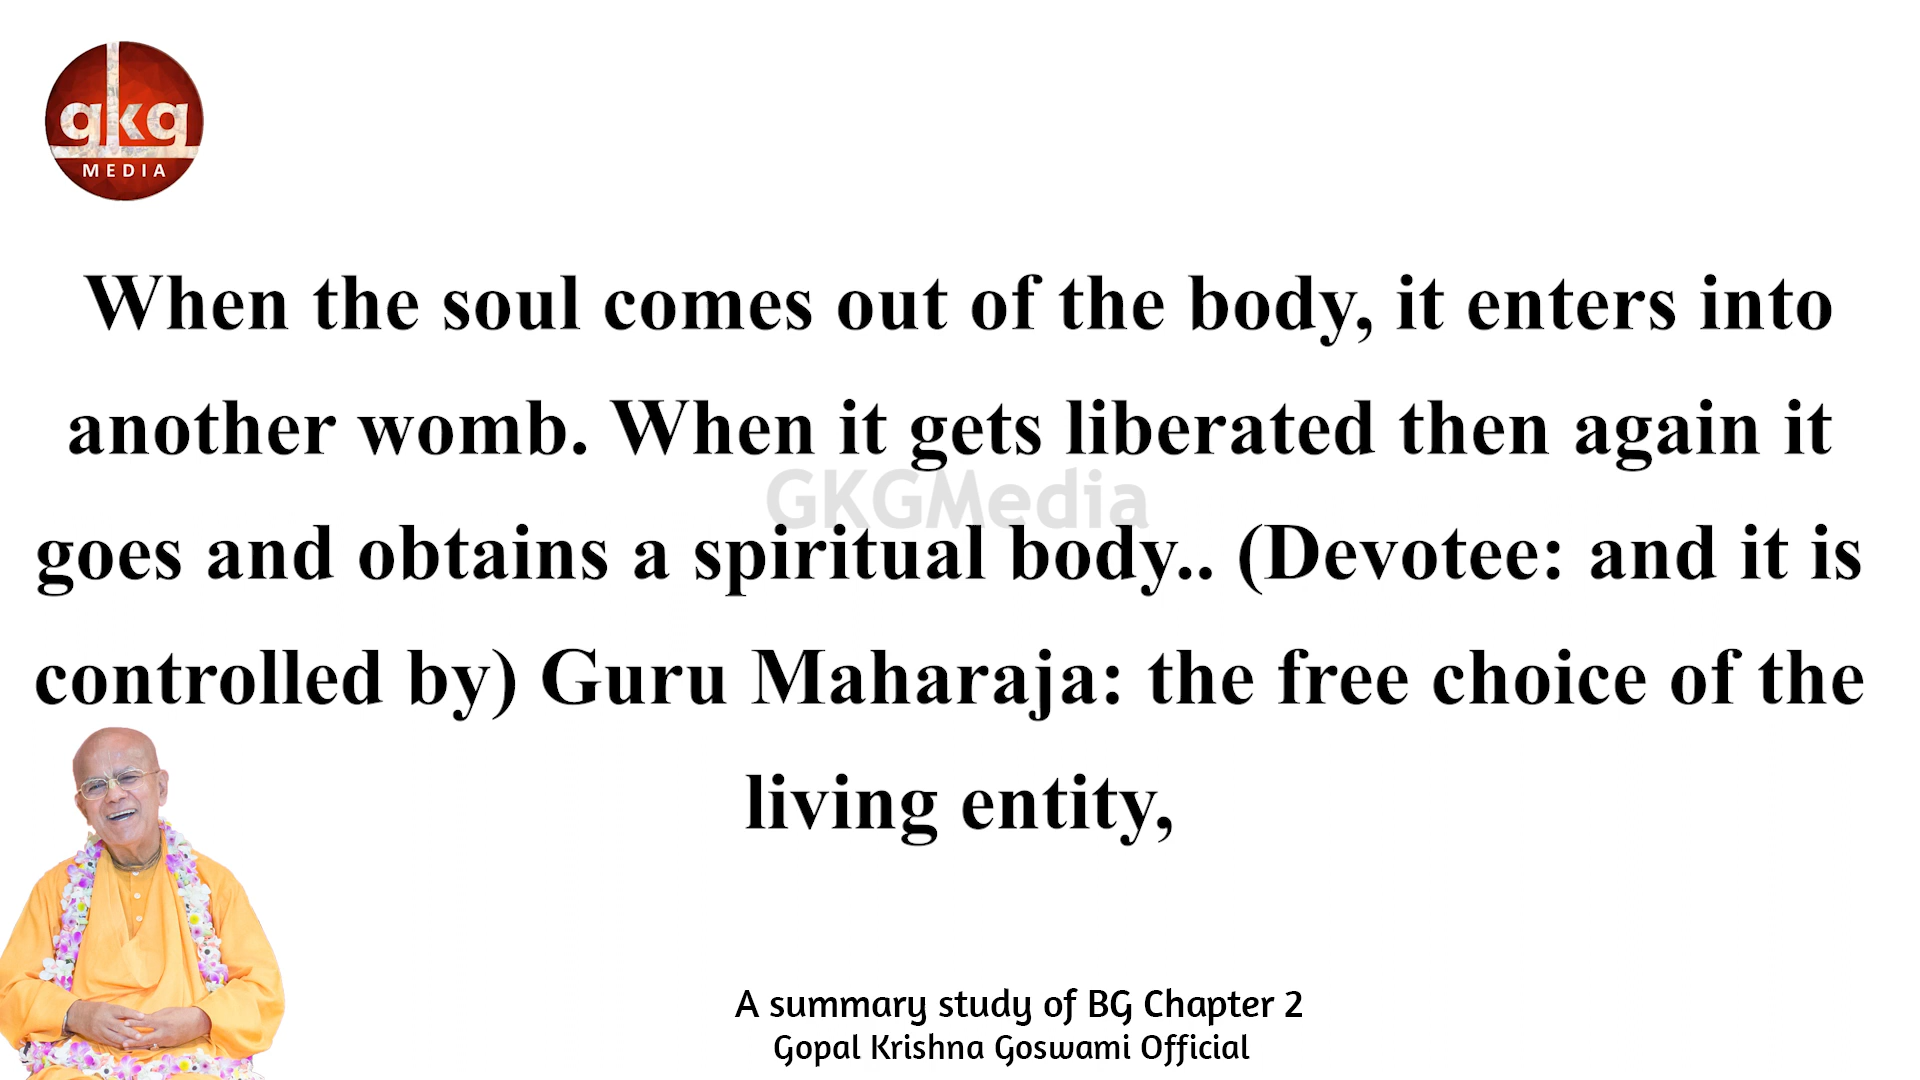 gkg
MEDIA
When the soul comes out of the body, it enters into
another womb. When it gets liberated then again it
GKGMedia
goes and obtains a spiritual body.. (Devotee: and it is
controlled by) Guru Maharaja: the free choice of the
living entity,
A summary study of BG Chapter 2
Gopal Krishna Goswami Official